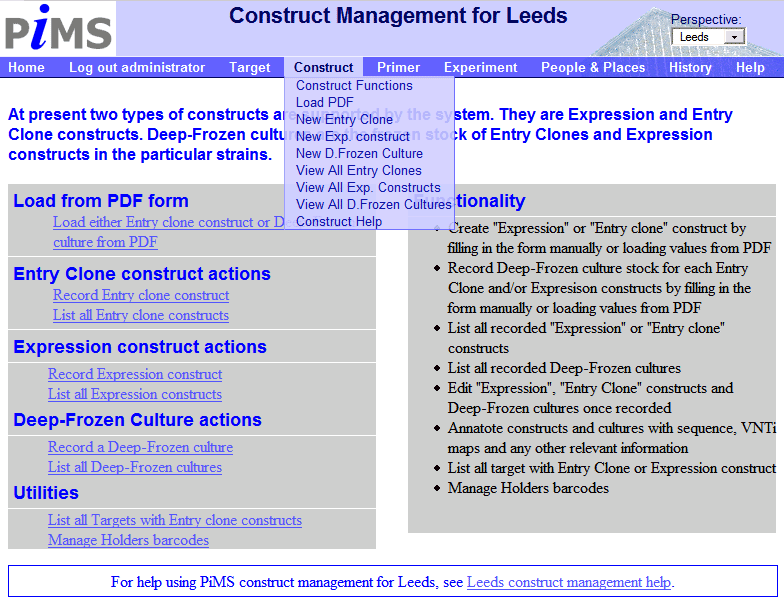 PiMS
Construct Management for Leeds
Perspective:
Leeds
Home Log out administrator Target Construct Primer Experiment People & Places History Help
Construct Functions
Load PDF
New Entry Clone
New Exp. construct
New D.Frozen Culture
View All Entry Clones
View All Exp. Constructs
View All D.Frozen Cultures
Construct Help
At present two types of constructs are supported by the system. They are Expression and Entry
Clone constructs. Deep-Frozen cultures are the frozen stock of Entry Clones and Expression
constructs in the particular strains.
Load from PDF form
Load either Entry clone construct or De
culture from PDF
Entry Clone construct actions
Record Entry clone construct
List all Entry clone constructs
Expression construct actions
Record Expression construct
List all Expression constructs
Deep-Frozen Culture actions
Record a Deep-Frozen culture
List all Deep-Frozen cultures
Utilities
List all Targets with Entry clone constructs
Manage Holders barcodes
Functionality
Create "Expression" or "Entry clone" construct by
filling in the form manually or loading values from PDF
Record Deep-Frozen culture stock for each Entry
Clone and/or Expresison constructs by filling in the
form manually or loading values from PDF
List all recorded "Expression" or "Entry clone"
constructs
List all recorded Deep-Frozen cultures
Edit "Expression", "Entry Clone" constructs and
Deep-Frozen cultures once recorded
Annatote constructs and cultures with sequence, VNTi
maps and any other relevant information
List all target with Entry Clone or Expression construct
Manage Holders barcodes
For help using PiMS construct management for Leeds, see Leeds construct management help.